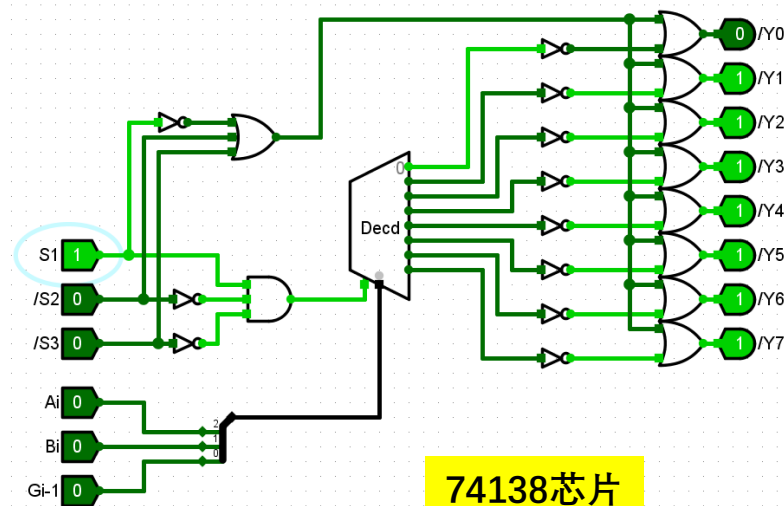 0 /Y0
1 /Y1
1 /Y2
1 /Y3
1 /Y4
1 /Y5
1 /Y6
1 /Y7
0
Decd
S1 1
/S2 0
/S3 0
Ai 0
Bi 0
Gi-1 0
2
1
0
74138芯片